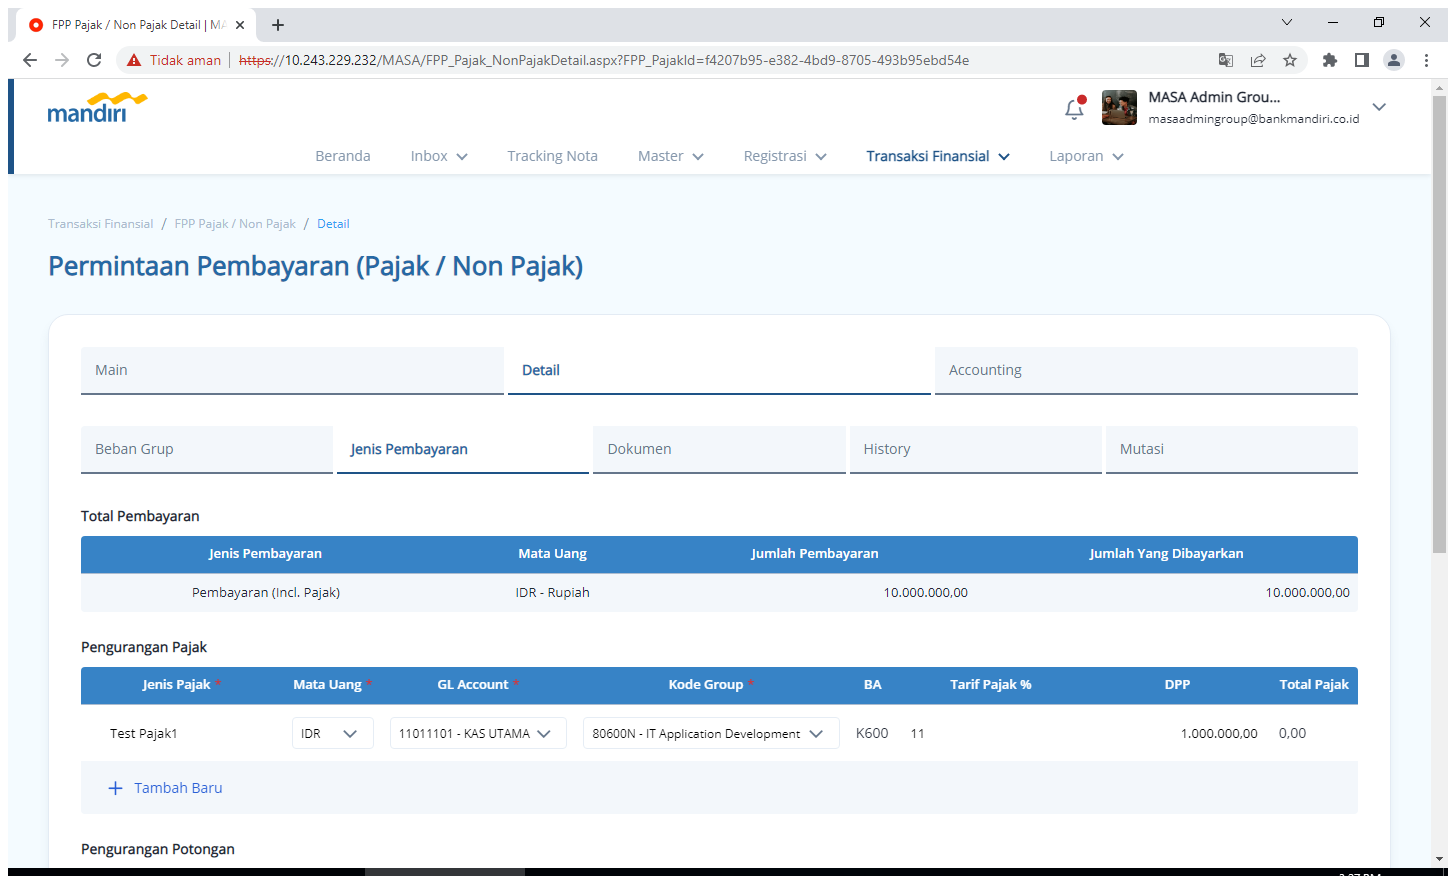 FPP Pajak / Non Pajak Detail | MA
Tidak aman
https://10.243.229.232/MASA/FPP_Pajak_NonPajakDetail.aspx?FPP_PajakId=f4207b95-e382-4bd9-8705-493b95ebd54e
mandiri
MASA Admin Grou...
masaadmingroup@bankmandiri.co.id
Beranda Inbox Tracking Nota Master Registrasi Transaksi Finansial Laporan
Transaksi Finansial / FPP Pajak / Non Pajak / Detail
Permintaan Pembayaran (Pajak / Non Pajak)
Main Detail Accounting
Beban Grup Jenis Pembayaran Dokumen History Mutasi
Total Pembayaran
Jenis Pembayaran Mata Uang Jumlah Pembayaran Jumlah Yang Dibayarkan
Pembayaran (Incl. Pajak) IDR - Rupiah 10.000.000,00 10.000.000,00
Pengurangan Pajak
Jenis Pajak * Mata Uang * GL Account * Kode Group * BA Tarif Pajak % DPP Total Pajak
Test Pajak1 IDR 11011101 - KAS UTAMA 80600N - IT Application Development K600 11 1.000.000,00 0,00
+ Tambah Baru
Pengurangan Potongan